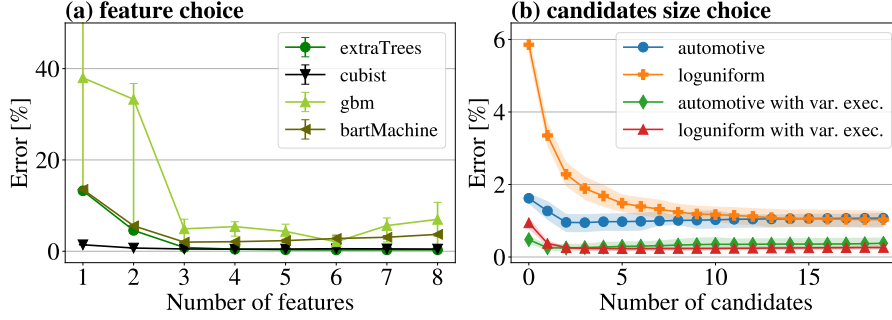 (a) feature choice
Error [%]
40
20
0
extraTrees
cubist
gbm
bartMachine
1 2 3 4 5 6 7 8
Number of features
(b) candidates size choice
Error [%]
6
4
2
0
automotive
loguniform
automotive with var. exec.
loguniform with var. exec.
0 5 10 15
Number of candidates